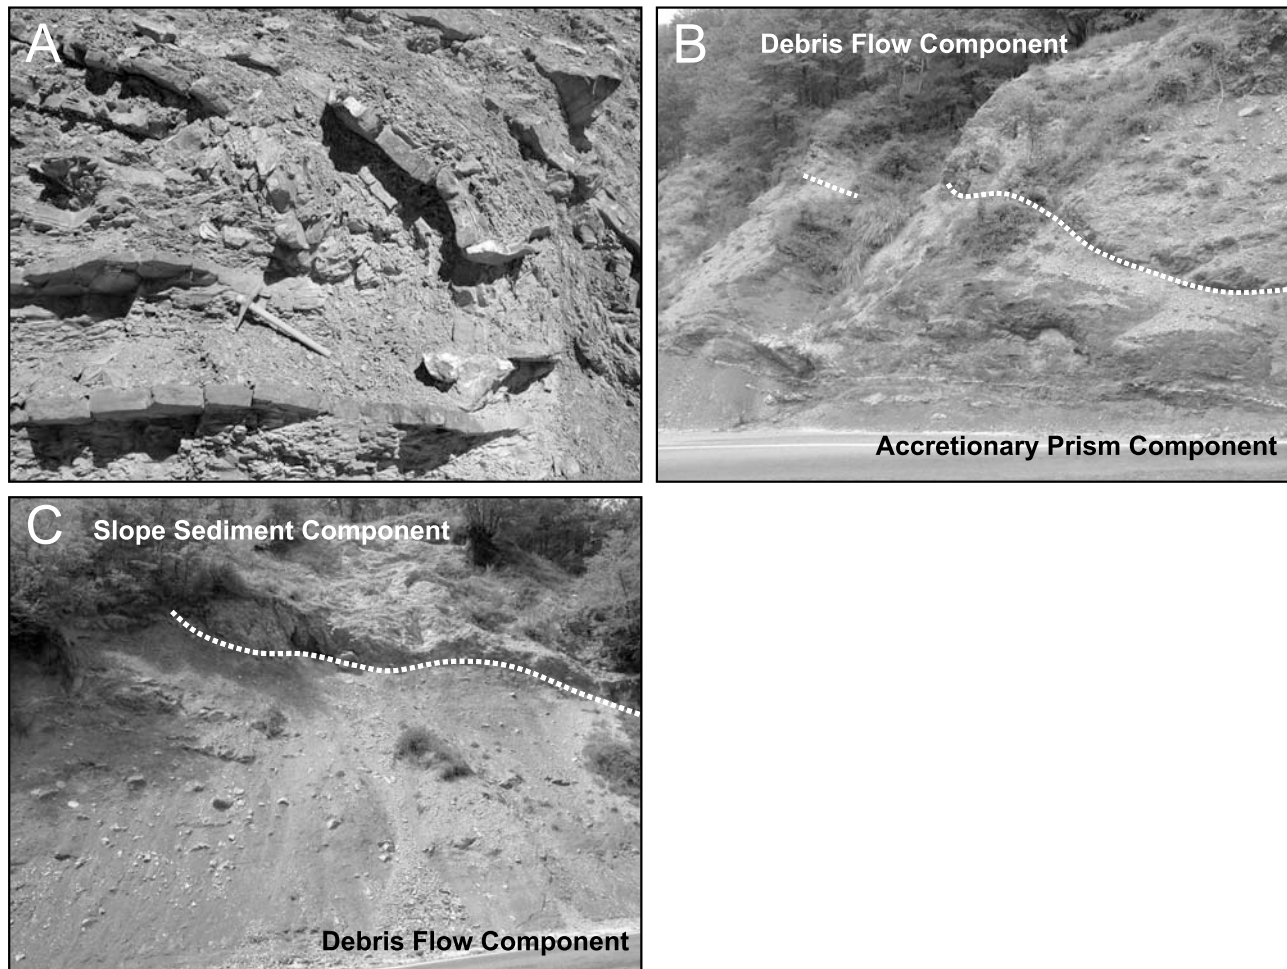 A
B
Debris Flow Component
Accretionary Prism Component
C
Slope Sediment Component
Debris Flow Component